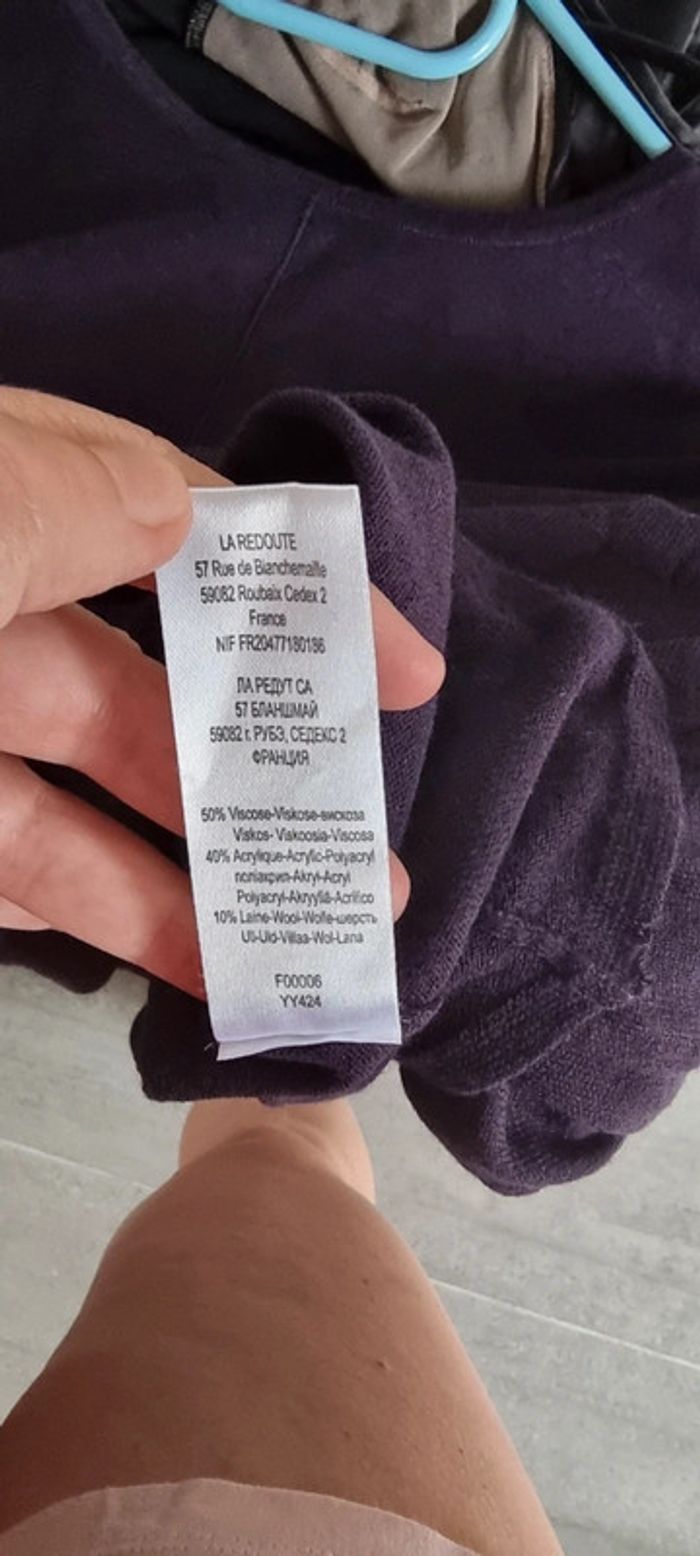 LA REDOUTE
57 Rue de Blanchemaille
59082 Roubaix Cedex 2
France
NIF FR20477180186
ЛА РЕДУТ СА
57 БЛАНШМАЙ
59082 г. РУБЭ, СЕДЕКС 2
ФРАНЦИЯ
50% Viscose-Viskose-вискоза
Viskos- Viskoosia-Viscosa
40% Acrylique-Acrylic-Polyacryl
полиакрил-Akryl-Acryl
Polyacryl-Akryyliä-Acrilico
10% Laine-Wool-Wolle-шерсть
Ull-Uld-Villaa-Wol-Lana
F00006
YY424